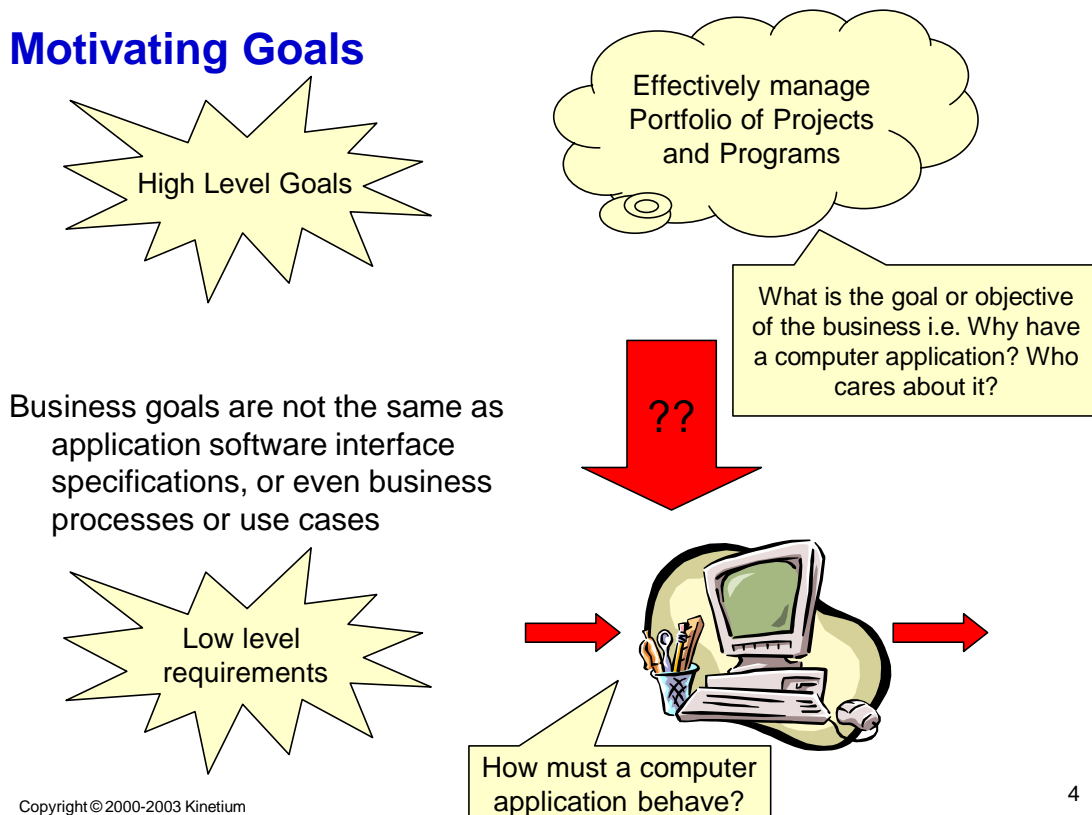 Motivating Goals
Effectively manage
Portfolio of Projects
and Programs
High Level Goals
What is the goal or objective
of the business i.e. Why have
a computer application? Who
cares about it?
??
Business goals are not the same as
application software interface
specifications, or even business
processes or use cases
Low level
requirements
How must a computer
application behave?
Copyright © 2000-2003 Kinetium
4